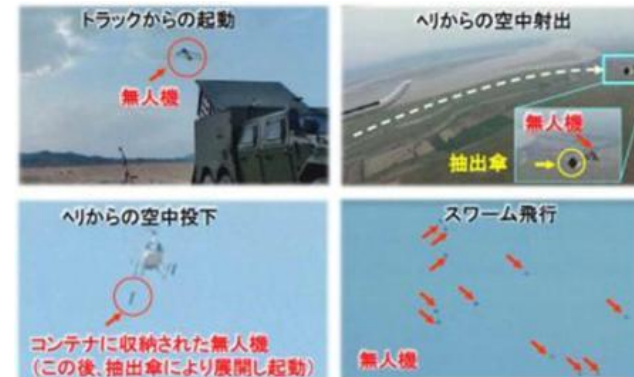 トラックからの起動
無人機
ヘリからの空中射出
無人機
抽出傘
ヘリからの空中投下
コンテナに収納された無人機
(この後、抽出傘により展開し起動)
スワーム飛行
無人機